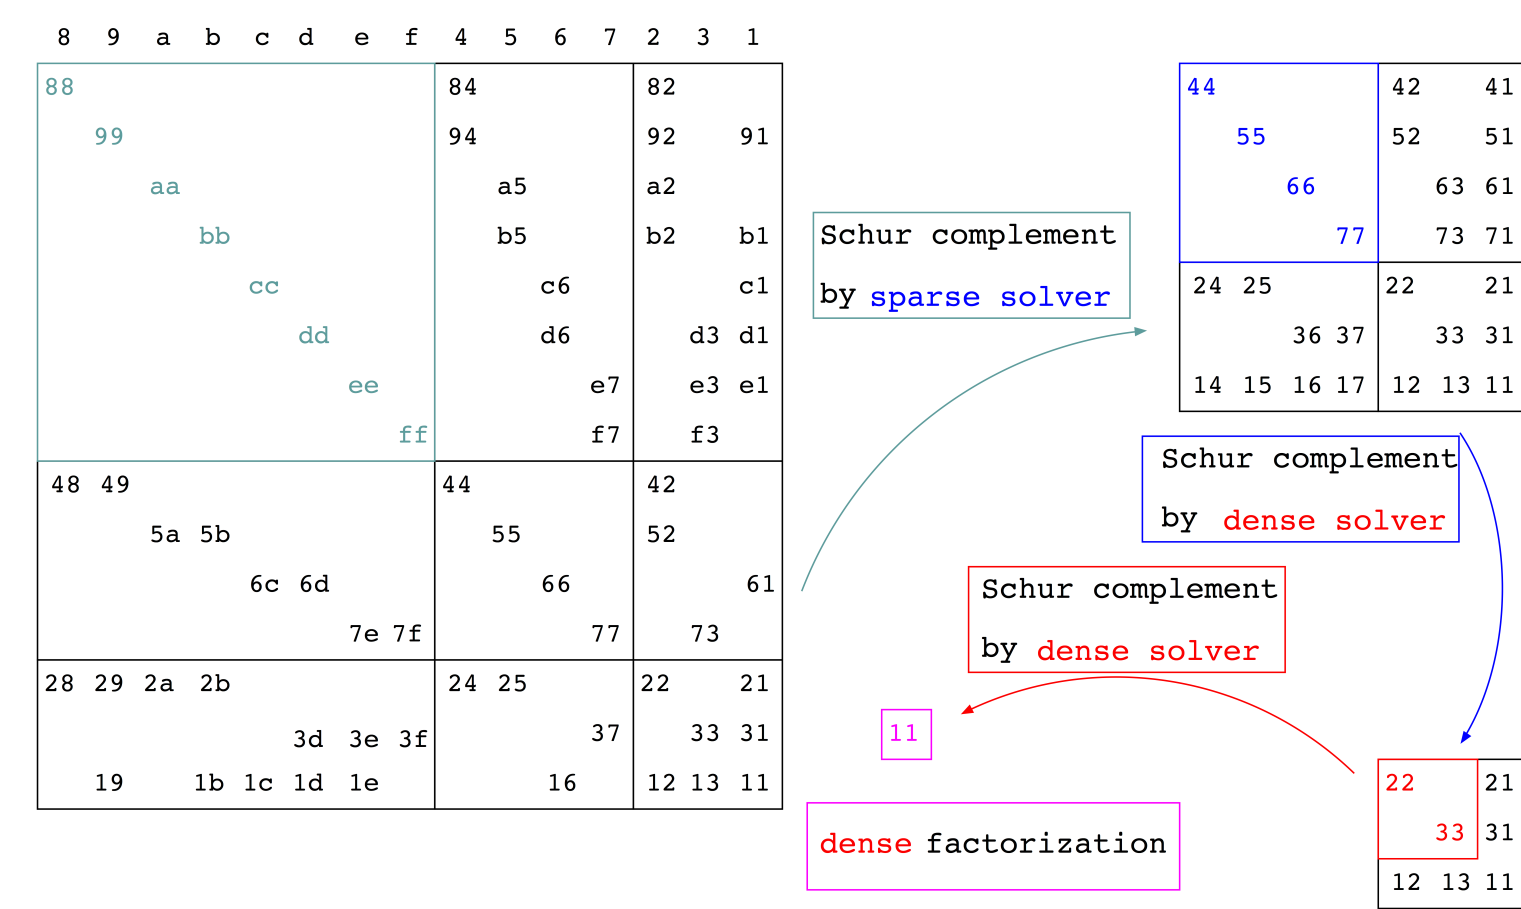 8 9 a b c d e f 4 5 6 7 2 3 1
88 84 82
99 94 92 91
aa a5 a2
bb b5 b2 b1
cc c6 c1
dd d6 d3 d1
ee e7 e3 e1
ff f7 f3
48 49 44 42
5a 5b 55 52
6c 6d 66 61
7e 7f 77 73
28 29 2a 2b 24 25 22 21
3d 3e 3f 37 33 31
19 1b 1c 1d 1e 16 12 13 11
Schur complement
by sparse solver
44 42 41
55 52 51
66 63 61
77 73 71
24 25 22 21
36 37 33 31
14 15 16 17 12 13 11
Schur complement
by dense solver
Schur complement
by dense solver
22 21
33 31
12 13 11
11
dense factorization